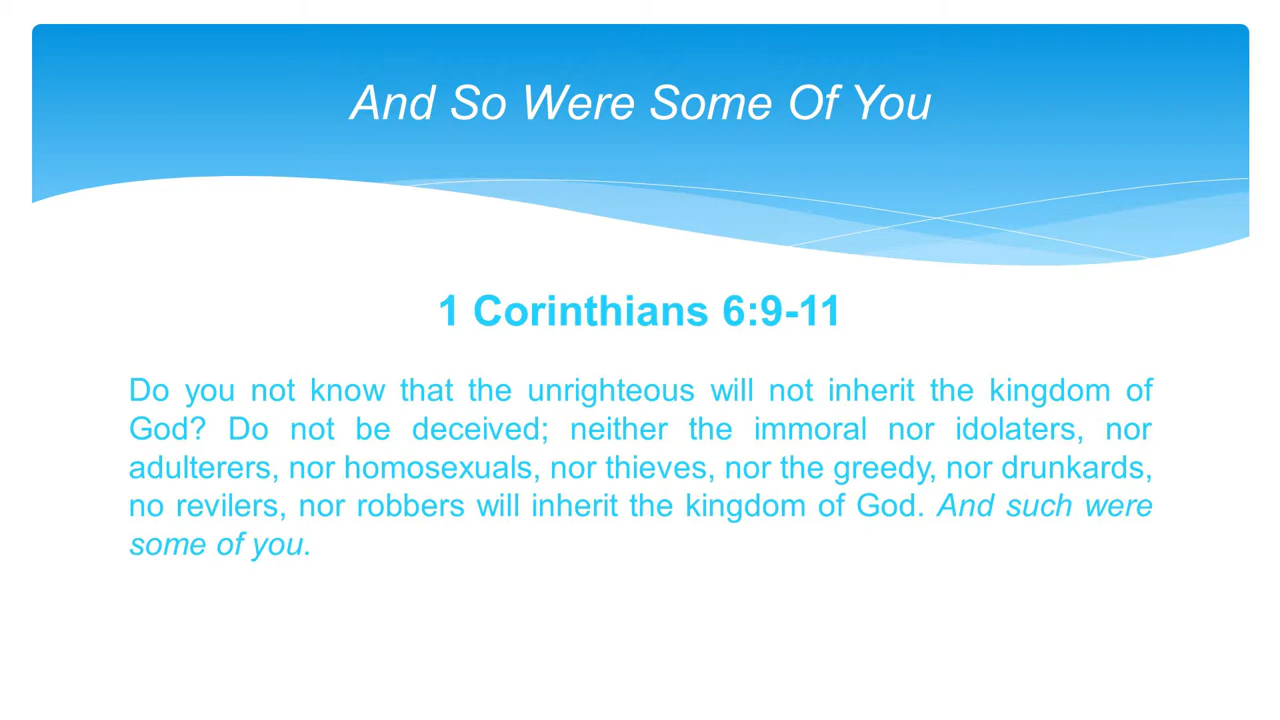 And So Were Some Of You
1 Corinthians 6:9-11
Do you not know that the unrighteous will not inherit the kingdom of
God? Do not be deceived; neither the immoral nor idolaters, nor
adulterers, nor homosexuals, nor thieves, nor the greedy, nor drunkards,
no revilers, nor robbers will inherit the kingdom of God. And such were
some of you.